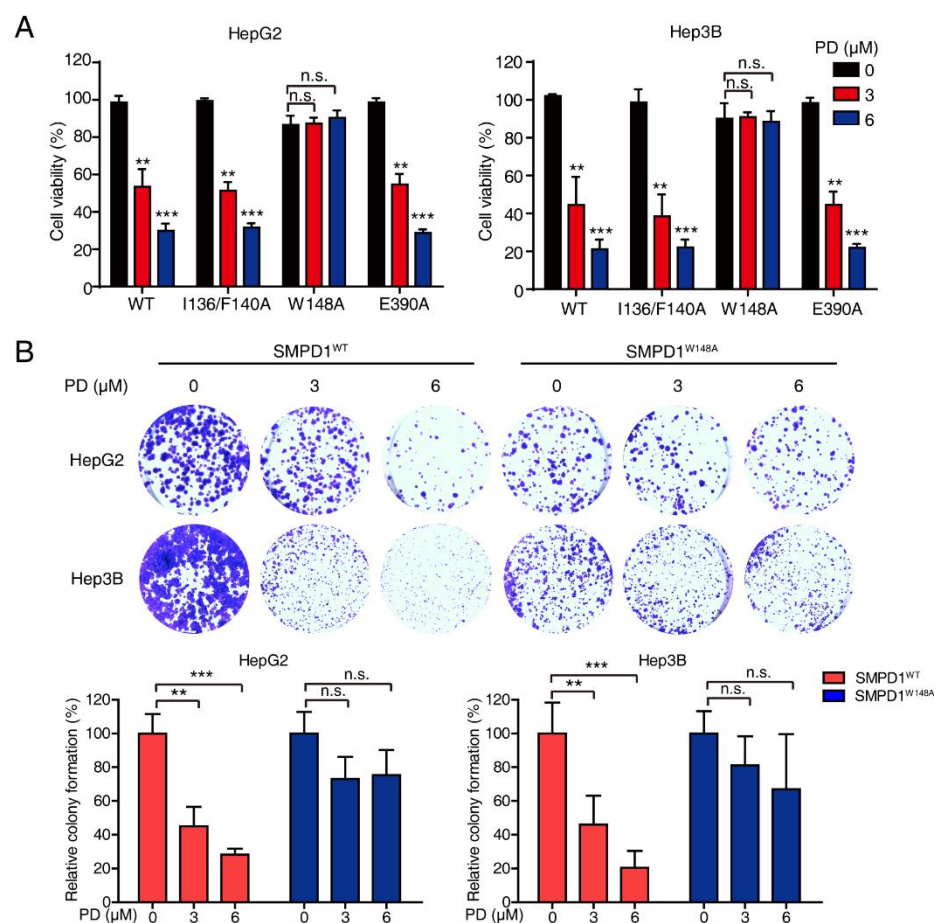 A
HepG2
Hep3B
PD (μM)
0
3
6
Cell viability (%)
120
100
80
60
40
20
0
** *** ** *** n.s. n.s. ** ***
WT I136/F140A W148A E390A
Cell viability (%)
120
100
80
60
40
20
0
** *** ** *** n.s. n.s. ** ***
WT I136/F140A W148A E390A
B
SMPD1WT SMPD1W148A
PD (μM) 0 3 6 0 3 6
HepG2
Hep3B
HepG2
Relative colony formation (%)
120
100
80
60
40
20
0
*** ** n.s. n.s.
PD (μM) 0 3 6 0 3 6
Hep3B
Relative colony formation (%)
120
100
80
60
40
20
0
*** ** n.s. n.s.
PD (μM) 0 3 6 0 3 6
SMPD1WT
SMPD1W148A